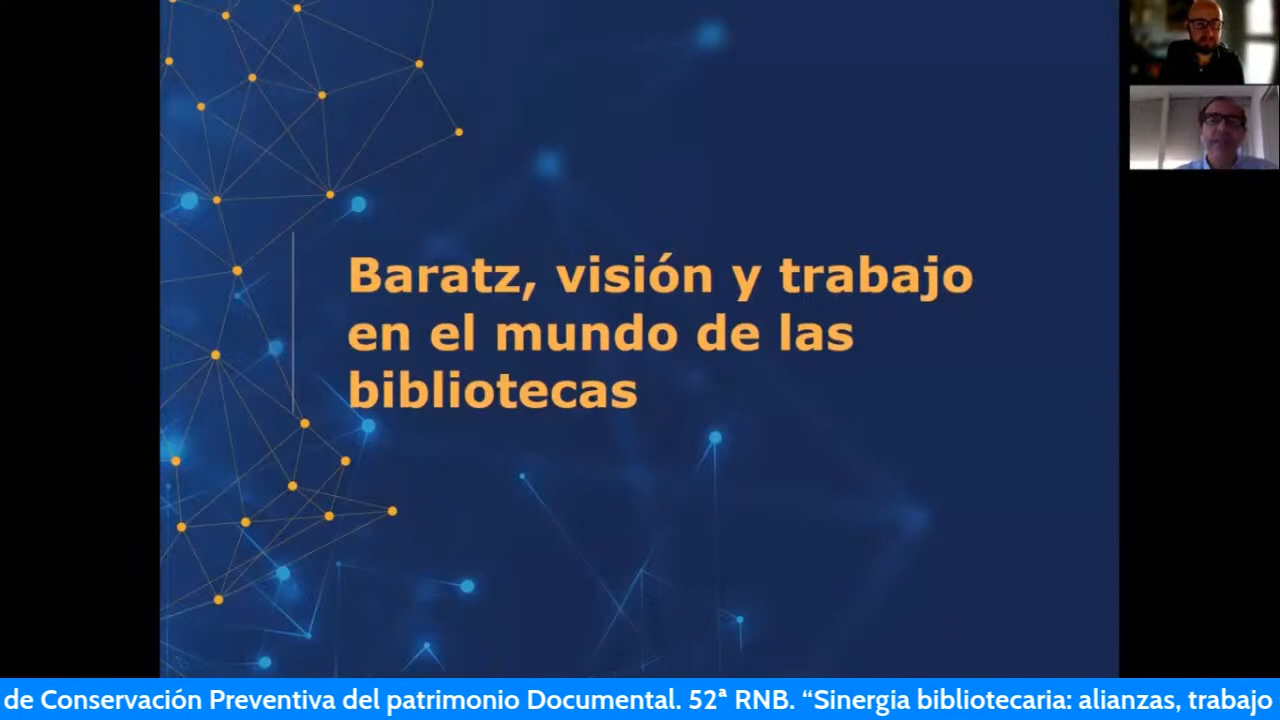 Baratz, visión y trabajo
en el mundo de las
bibliotecas
de Conservación Preventiva del patrimonio Documental. 52ª RNB. “Sinergia bibliotecaria: alianzas, trabajo